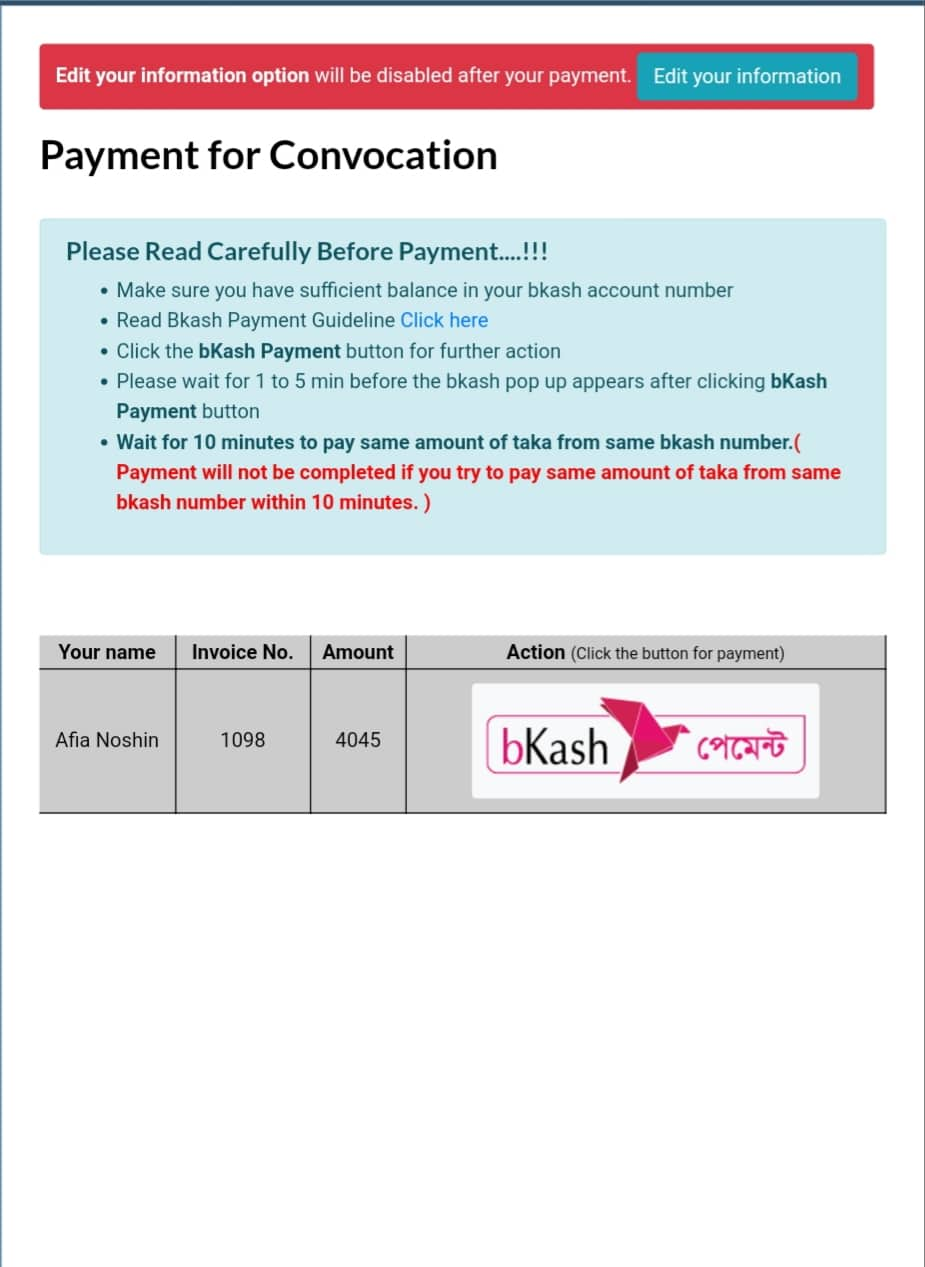 Edit your information option will be disabled after your payment. Edit your information
Payment for Convocation
Please Read Carefully Before Payment....!!!
• Make sure you have sufficient balance in your bkash account number
• Read Bkash Payment Guideline Click here
• Click the bKash Payment button for further action
• Please wait for 1 to 5 min before the bkash pop up appears after clicking bKash
Payment button
• Wait for 10 minutes to pay same amount of taka from same bkash number.(
Payment will not be completed if you try to pay same amount of taka from same
bkash number within 10 minutes. )
Your name Invoice No. Amount Action (Click the button for payment)
Afia Noshin 1098 4045 bKash পেমেন্ট